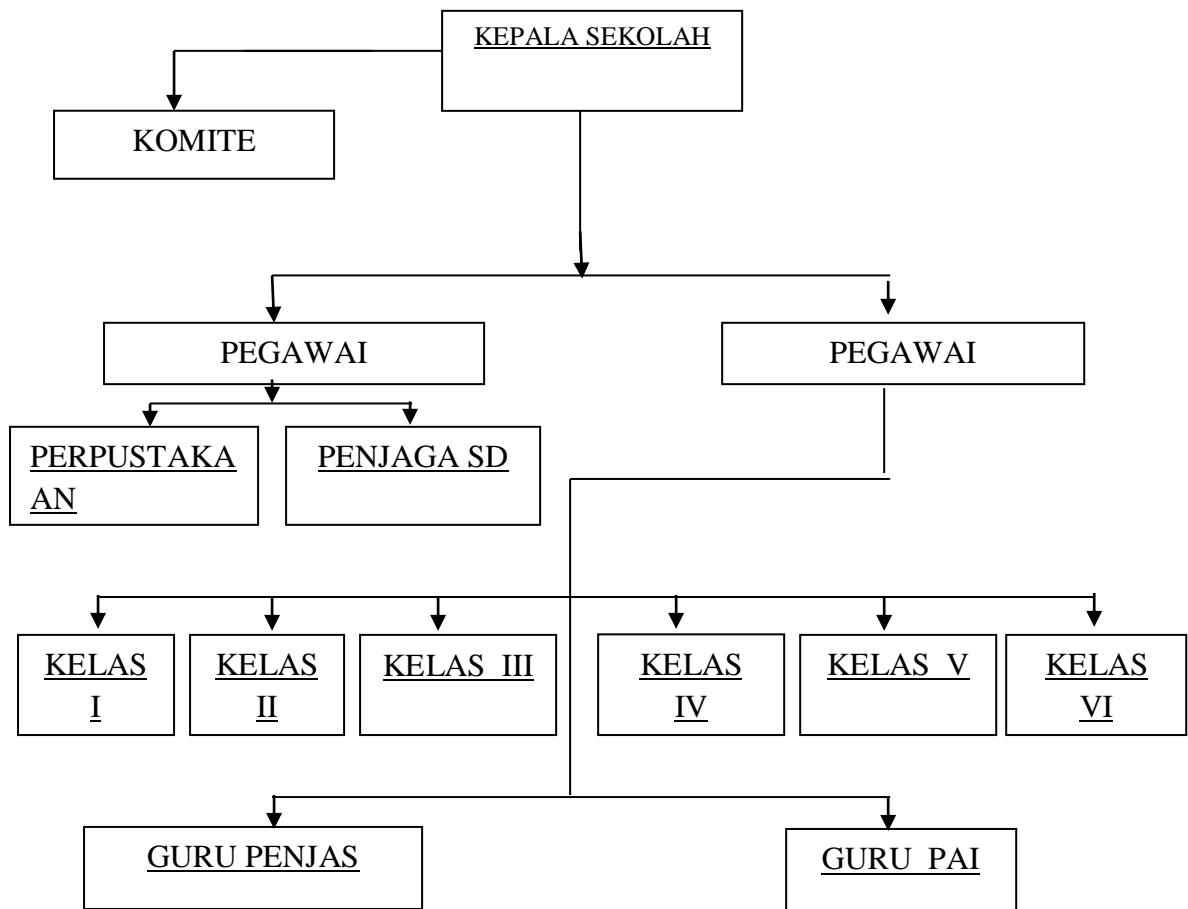 KEPALA SEKOLAH
KOMITE
PEGAWAI
PEGAWAI
PERPUSTAKA
AN
PENJAGA SD
KELAS
I
KELAS
II
KELAS III
KELAS
IV
KELAS V
KELAS
VI
GURU PENJAS
GURU PAI